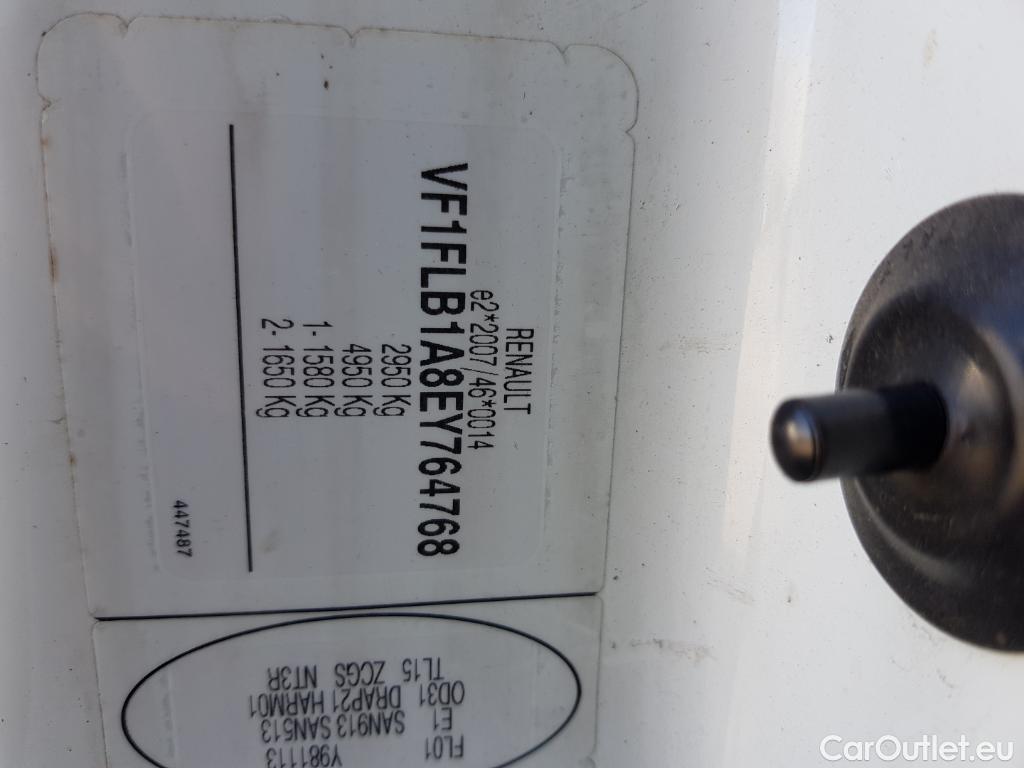 RENAULT
e2*2007/46*0014
VF1FLB1A8EY764768
2950 Kg
4950 Kg
1- 1580 Kg
2- 1650 Kg
447487
FL01 Y981113
E1 SAN913 SAN513
OD31 DRAP21 HARM01
TL15 ZCGS NT3R
CarOutlet.eu